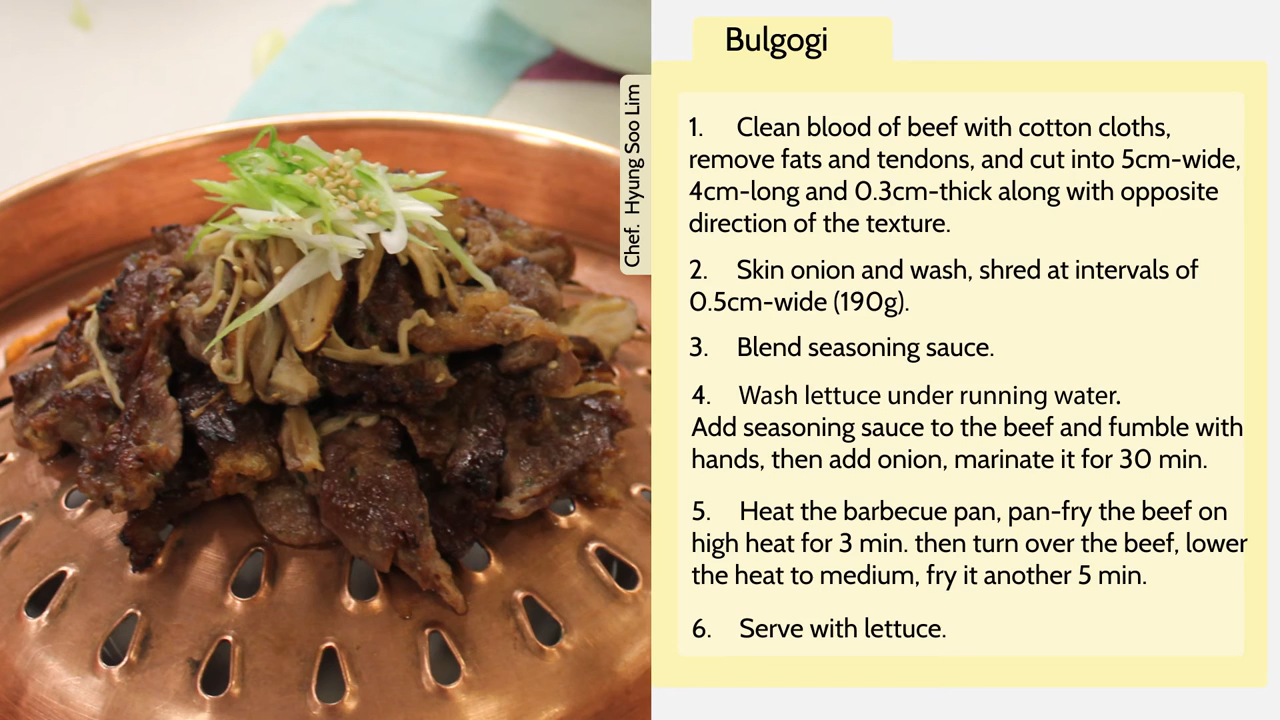 Bulgogi
Chef. Hyung Soo Lim
1. Clean blood of beef with cotton cloths,
remove fats and tendons, and cut into 5cm-wide,
4cm-long and 0.3cm-thick along with opposite
direction of the texture.
2. Skin onion and wash, shred at intervals of
0.5cm-wide (190g).
3. Blend seasoning sauce.
4. Wash lettuce under running water.
Add seasoning sauce to the beef and fumble with
hands, then add onion, marinate it for 30 min.
5. Heat the barbecue pan, pan-fry the beef on
high heat for 3 min. then turn over the beef, lower
the heat to medium, fry it another 5 min.
6. Serve with lettuce.